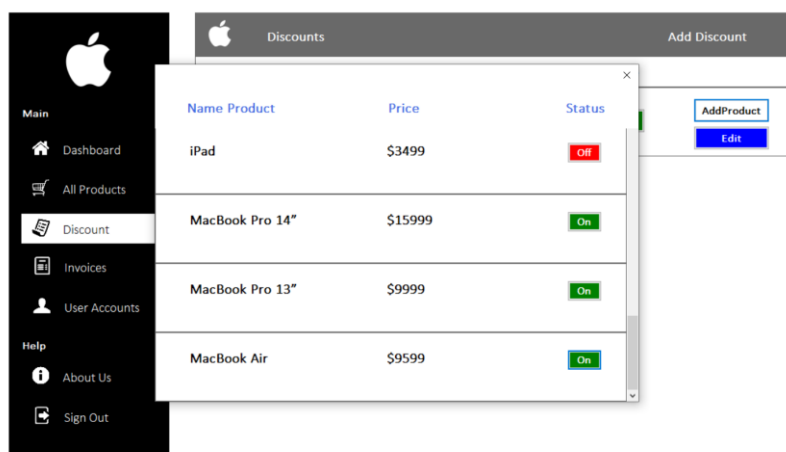 Discounts Add Discount
Main
Dashboard
All Products
Discount
Invoices
User Accounts
Help
About Us
Sign Out
Name Product Price Status
iPad $3499 Off
MacBook Pro 14” $15999 On
MacBook Pro 13” $9999 On
MacBook Air $9599 On
AddProduct
Edit